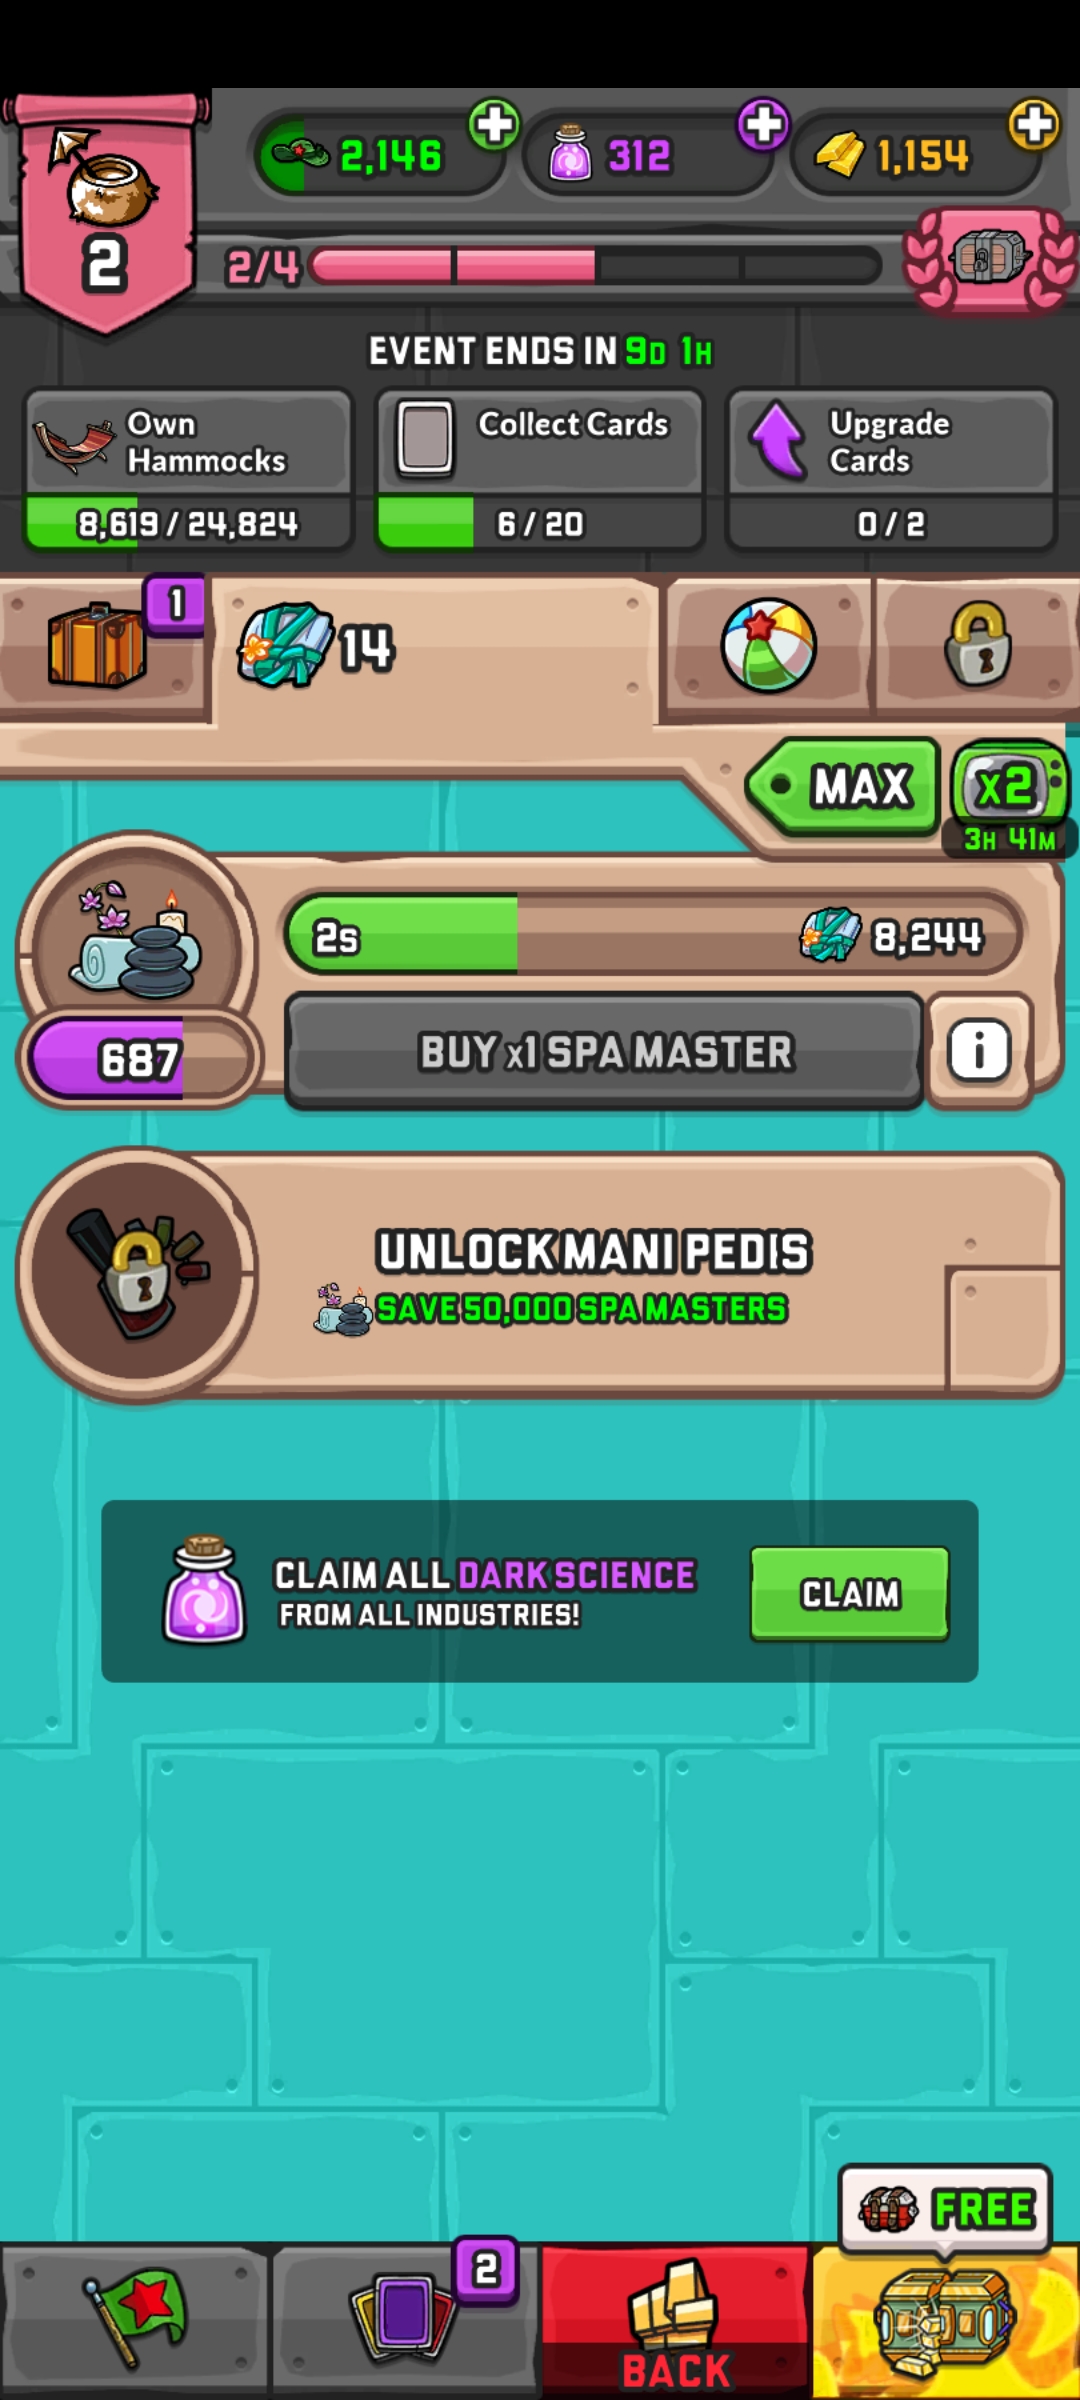 2,146
312
1,154
2
2/4
EVENT ENDS IN 9D 1H
Own
Hammocks
8,619 / 24,824
Collect Cards
6 / 20
Upgrade
Cards
0 / 2
1
14
MAX
x2
3H 41M
2S
8,244
687
BUY x1 SPA MASTER
i
UNLOCK MANI PEDIS
SAVE 50,000 SPA MASTERS
CLAIM ALL DARK SCIENCE
FROM ALL INDUSTRIES!
CLAIM
FREE
2
BACK